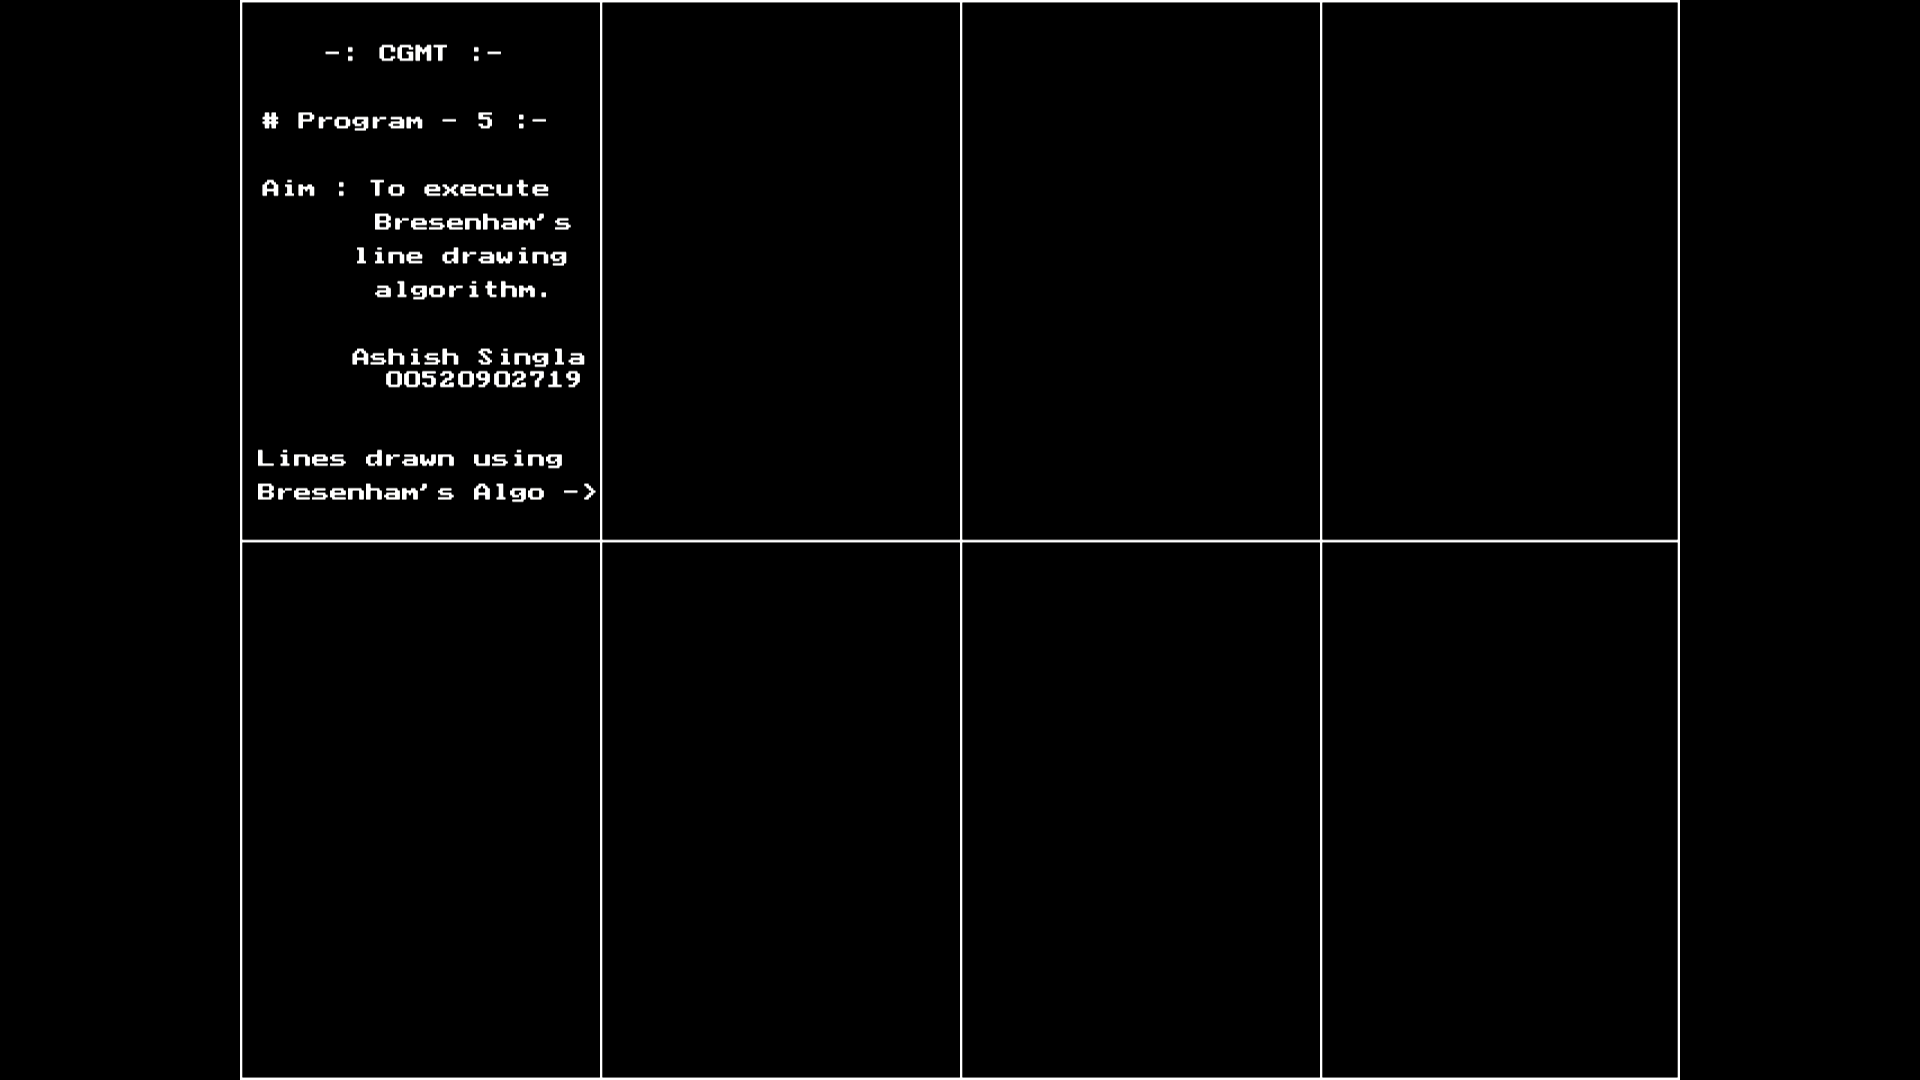 -: CGMT :-
# Program - 5 :-
Aim : To execute
Bresenham's
line drawing
algorithm.
Ashish Singla
00520902719
Lines drawn using
Bresenham's Algo ->